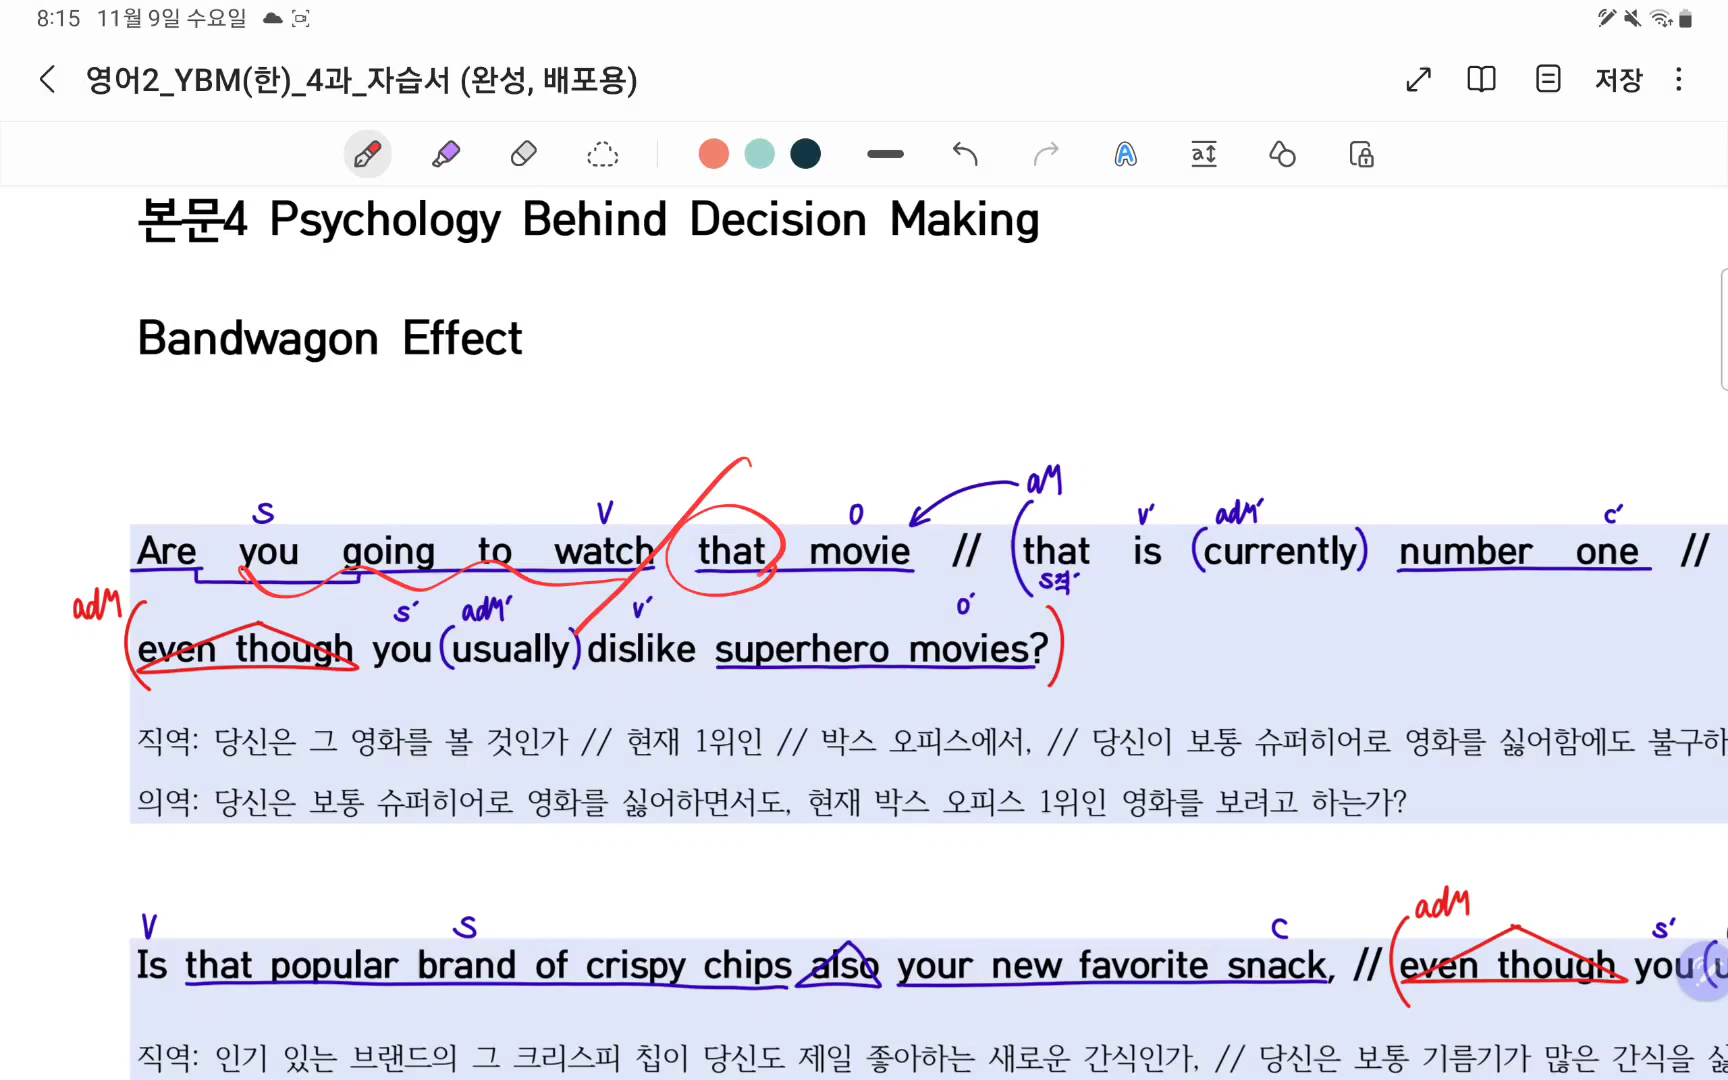 8:15 11월 9일 수요일
영어2_YBM(한)_4과_자습서 (완성, 배포용)
저장
본문4 Psychology Behind Decision Making
Bandwagon Effect
aM
S V O V' adM' C'
Are you going to watch that movie // (that is (currently) number one //
S격'
adM S' adM' V' O'
(even though you (usually) dislike superhero movies?)
직역: 당신은 그 영화를 볼 것인가 // 현재 1위인 // 박스 오피스에서, // 당신이 보통 슈퍼히어로 영화를 싫어함에도 불구하
의역: 당신은 보통 슈퍼히어로 영화를 싫어하면서도, 현재 박스 오피스 1위인 영화를 보려고 하는가?
adM
V S C S'
Is that popular brand of crispy chips also your new favorite snack, // (even though you (u
직역: 인기 있는 브랜드의 그 크리스피 칩이 당신도 제일 좋아하는 새로운 간식인가, // 당신은 보통 기름기가 많은 간식을 싫